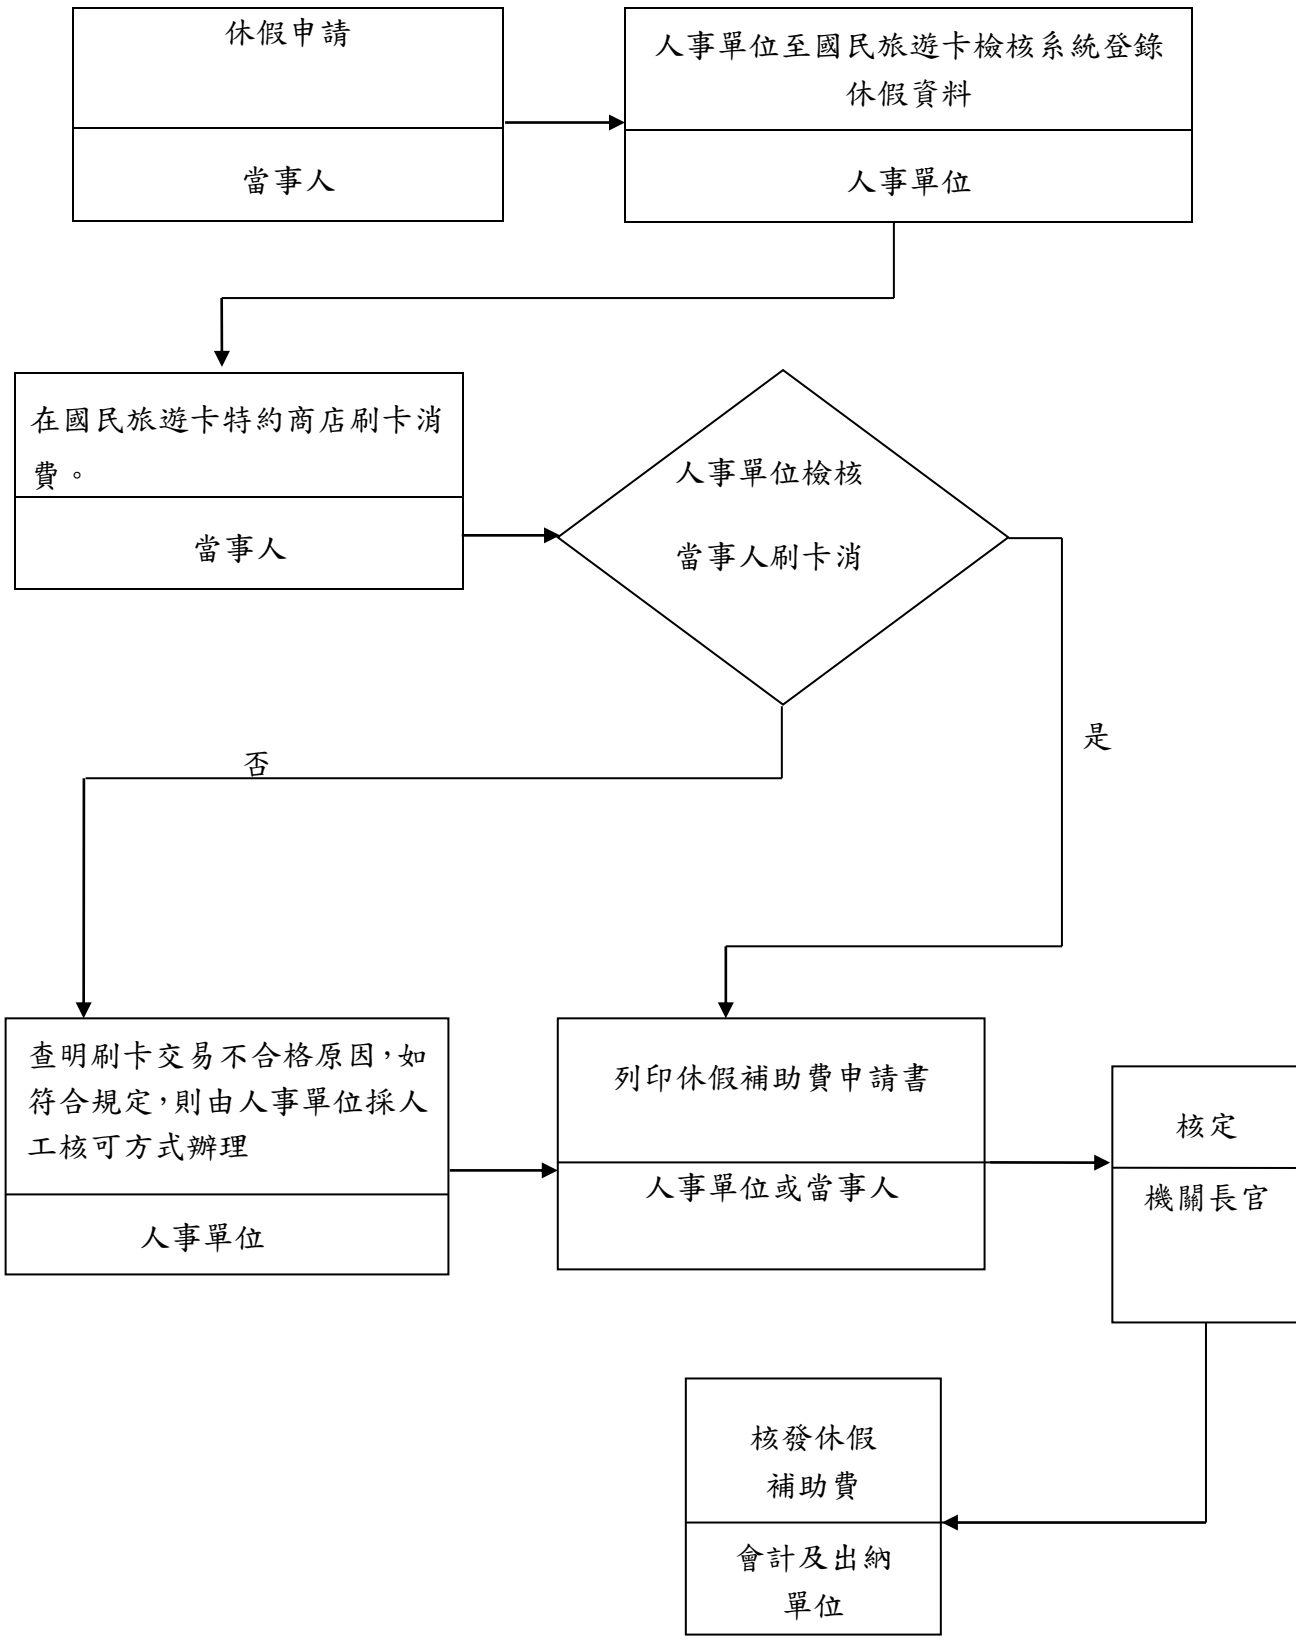 休假申請
當事人
人事單位至國民旅遊卡檢核系統登錄
休假資料
人事單位
在國民旅遊卡特約商店刷卡消
費。
當事人
人事單位檢核
當事人刷卡消
是
否
查明刷卡交易不合格原因，如
符合規定，則由人事單位採人
工核可方式辦理
人事單位
列印休假補助費申請書
人事單位或當事人
核定
機關長官
核發休假
補助費
會計及出納
單位